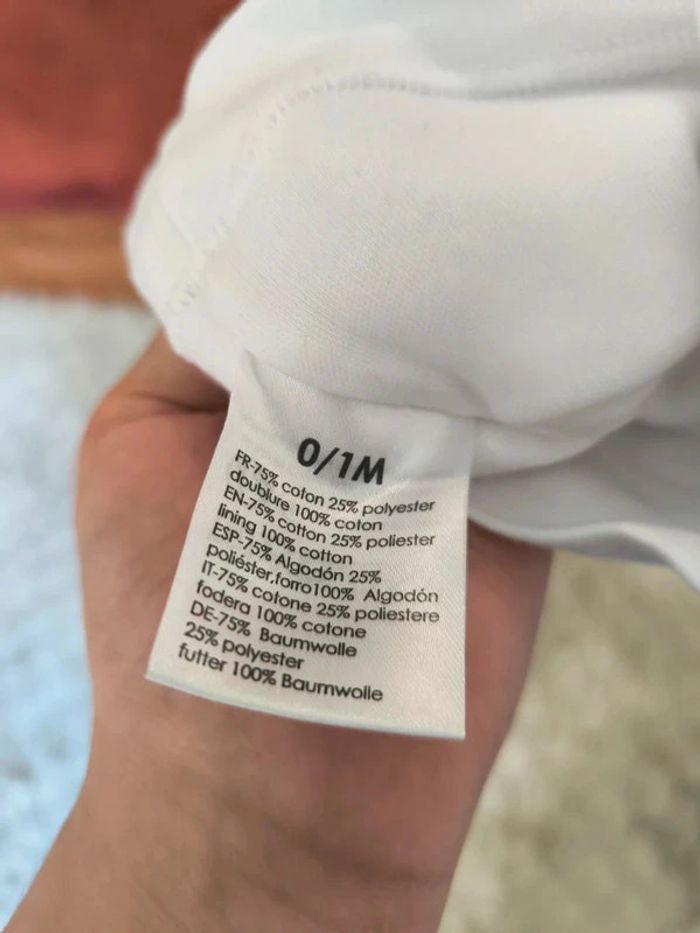 0/1M
FR-75% coton 25% polyester
doublure 100% coton
EN-75% cotton 25% poliester
lining 100% cotton
ESP-75% Algodón 25%
poliéster,forro100% Algodón
IT-75% cotone 25% poliestere
fodera 100% cotone
DE-75% Baumwolle
25% polyester
futter 100% Baumwolle